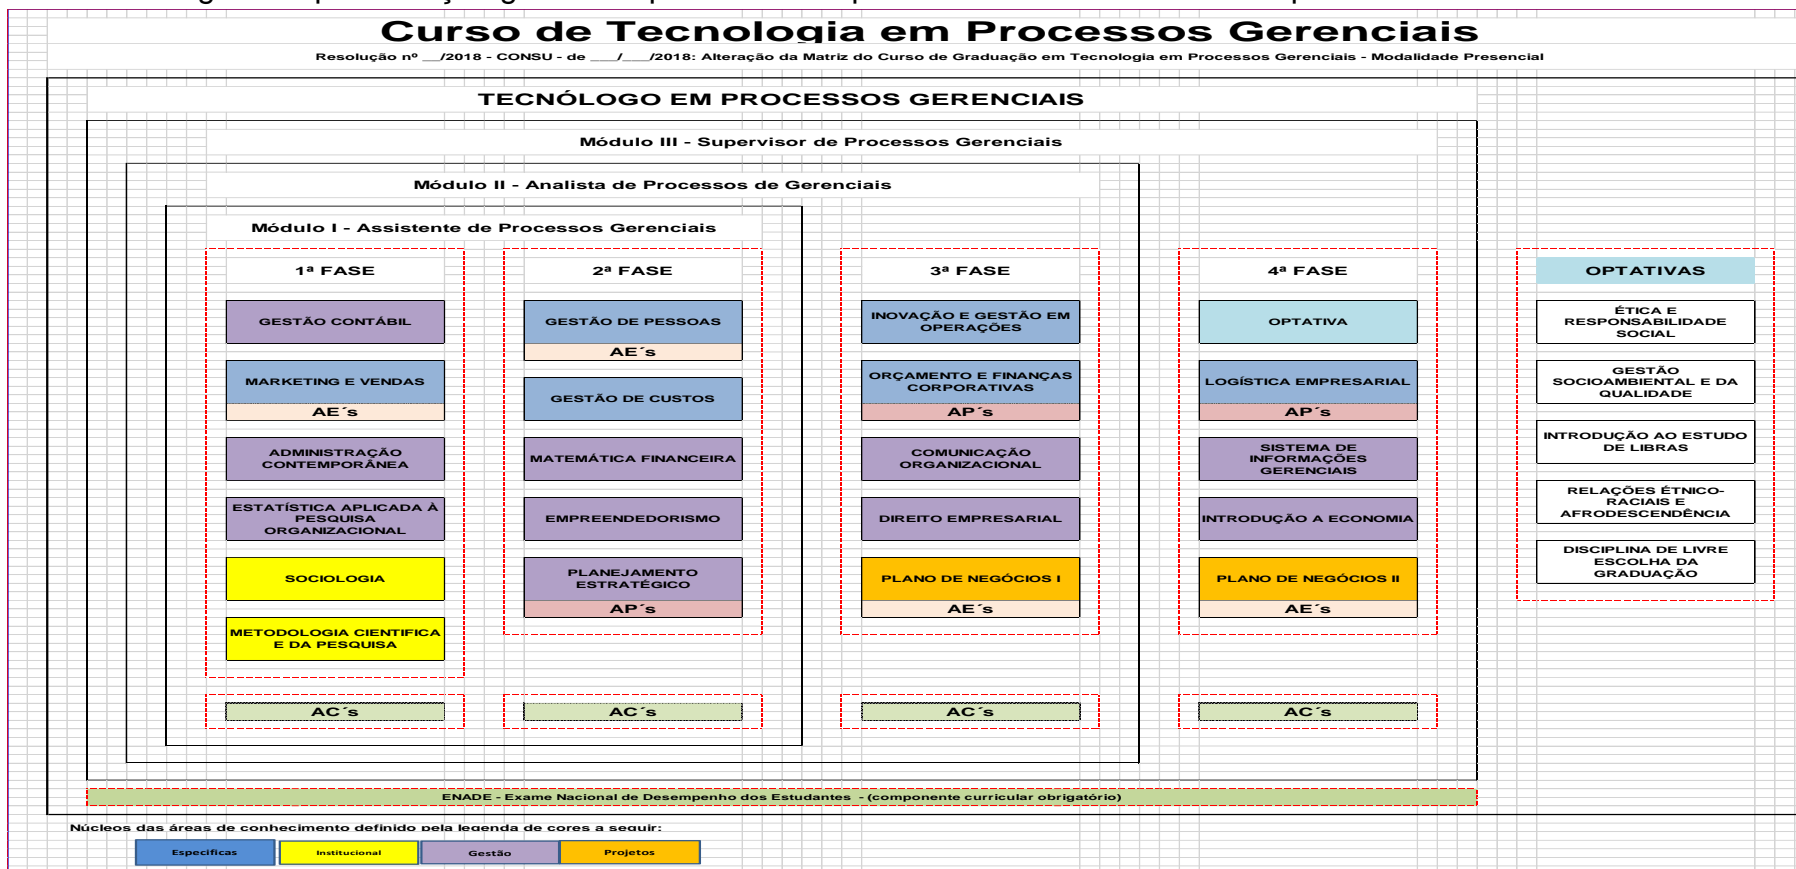 Curso de Tecnologia em Processos Gerenciais
Resolução nº __/2018 - CONSU - de ___/___/2018: Alteração da Matriz do Curso de Graduação em Tecnologia em Processos Gerenciais - Modalidade Presencial
TECNÓLOGO EM PROCESSOS GERENCIAIS
Módulo III - Supervisor de Processos Gerenciais
Módulo II - Analista de Processos de Gerenciais
Módulo I - Assistente de Processos Gerenciais
1ª FASE
GESTÃO CONTÁBIL
MARKETING E VENDAS
AE´s
ADMINISTRAÇÃO
CONTEMPORÂNEA
ESTATÍSTICA APLICADA À
PESQUISA
ORGANIZACIONAL
SOCIOLOGIA
METODOLOGIA CIENTIFICA
E DA PESQUISA
AC´s
2ª FASE
GESTÃO DE PESSOAS
AE´s
GESTÃO DE CUSTOS
MATEMÁTICA FINANCEIRA
EMPREENDEDORISMO
PLANEJAMENTO
ESTRATÉGICO
AP´s
AC´s
3ª FASE
INOVAÇÃO E GESTÃO EM
OPERAÇÕES
ORÇAMENTO E FINANÇAS
CORPORATIVAS
AP´s
COMUNICAÇÃO
ORGANIZACIONAL
DIREITO EMPRESARIAL
PLANO DE NEGÓCIOS I
AE´s
AC´s
4ª FASE
OPTATIVA
LOGÍSTICA EMPRESARIAL
AP´s
SISTEMA DE
INFORMAÇÕES
GERENCIAIS
INTRODUÇÃO A ECONOMIA
PLANO DE NEGÓCIOS II
AE´s
AC´s
OPTATIVAS
ÉTICA E
RESPONSABILIDADE
SOCIAL
GESTÃO
SOCIOAMBIENTAL E DA
QUALIDADE
INTRODUÇÃO AO ESTUDO
DE LIBRAS
RELAÇÕES ÉTNICO-
RACIAIS E
AFRODESCENDÊNCIA
DISCIPLINA DE LIVRE
ESCOLHA DA
GRADUAÇÃO
ENADE - Exame Nacional de Desempenho dos Estudantes - (componente curricular obrigatório)
Núcleos das áreas de conhecimento definido pela legenda de cores a seguir:
Especificas
Institucional
Gestão
Projetos